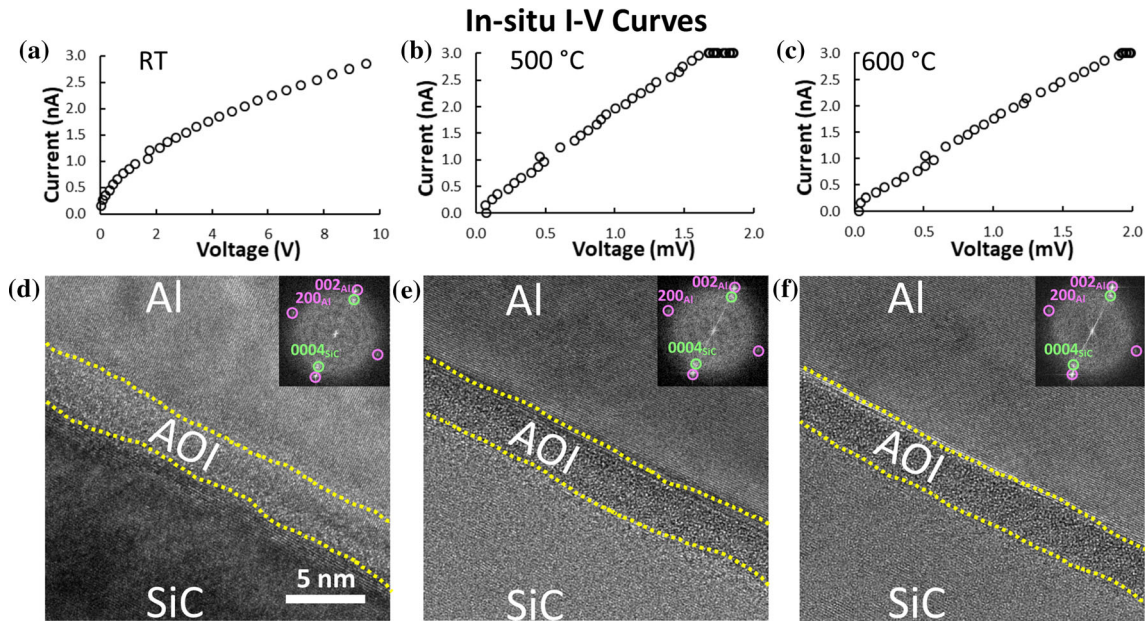 In-situ I-V Curves
(a)
RT
Current (nA)
3.0
2.5
2.0
1.5
1.0
0.5
0.0
0
2
4
6
8
10
Voltage (V)
(b)
500 °C
Current (nA)
3.0
2.5
2.0
1.5
1.0
0.5
0.0
0.0
0.5
1.0
1.5
2.0
Voltage (mV)
(c)
600 °C
Current (nA)
3.0
2.5
2.0
1.5
1.0
0.5
0.0
0.0
0.5
1.0
1.5
2.0
Voltage (mV)
(d)
Al
002Al
200Al
0004SiC
AOI
SiC
5 nm
(e)
Al
002Al
200Al
0004SiC
AOI
SiC
(f)
Al
002Al
200Al
0004SiC
AOI
SiC